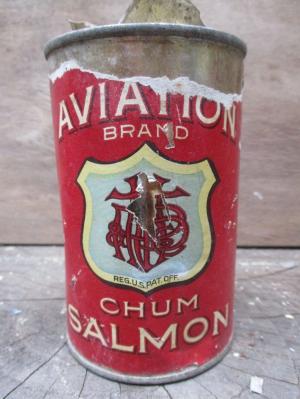 AVIATION
BRAND
REG. U.S. PAT. OFF.
CHUM
SALMON